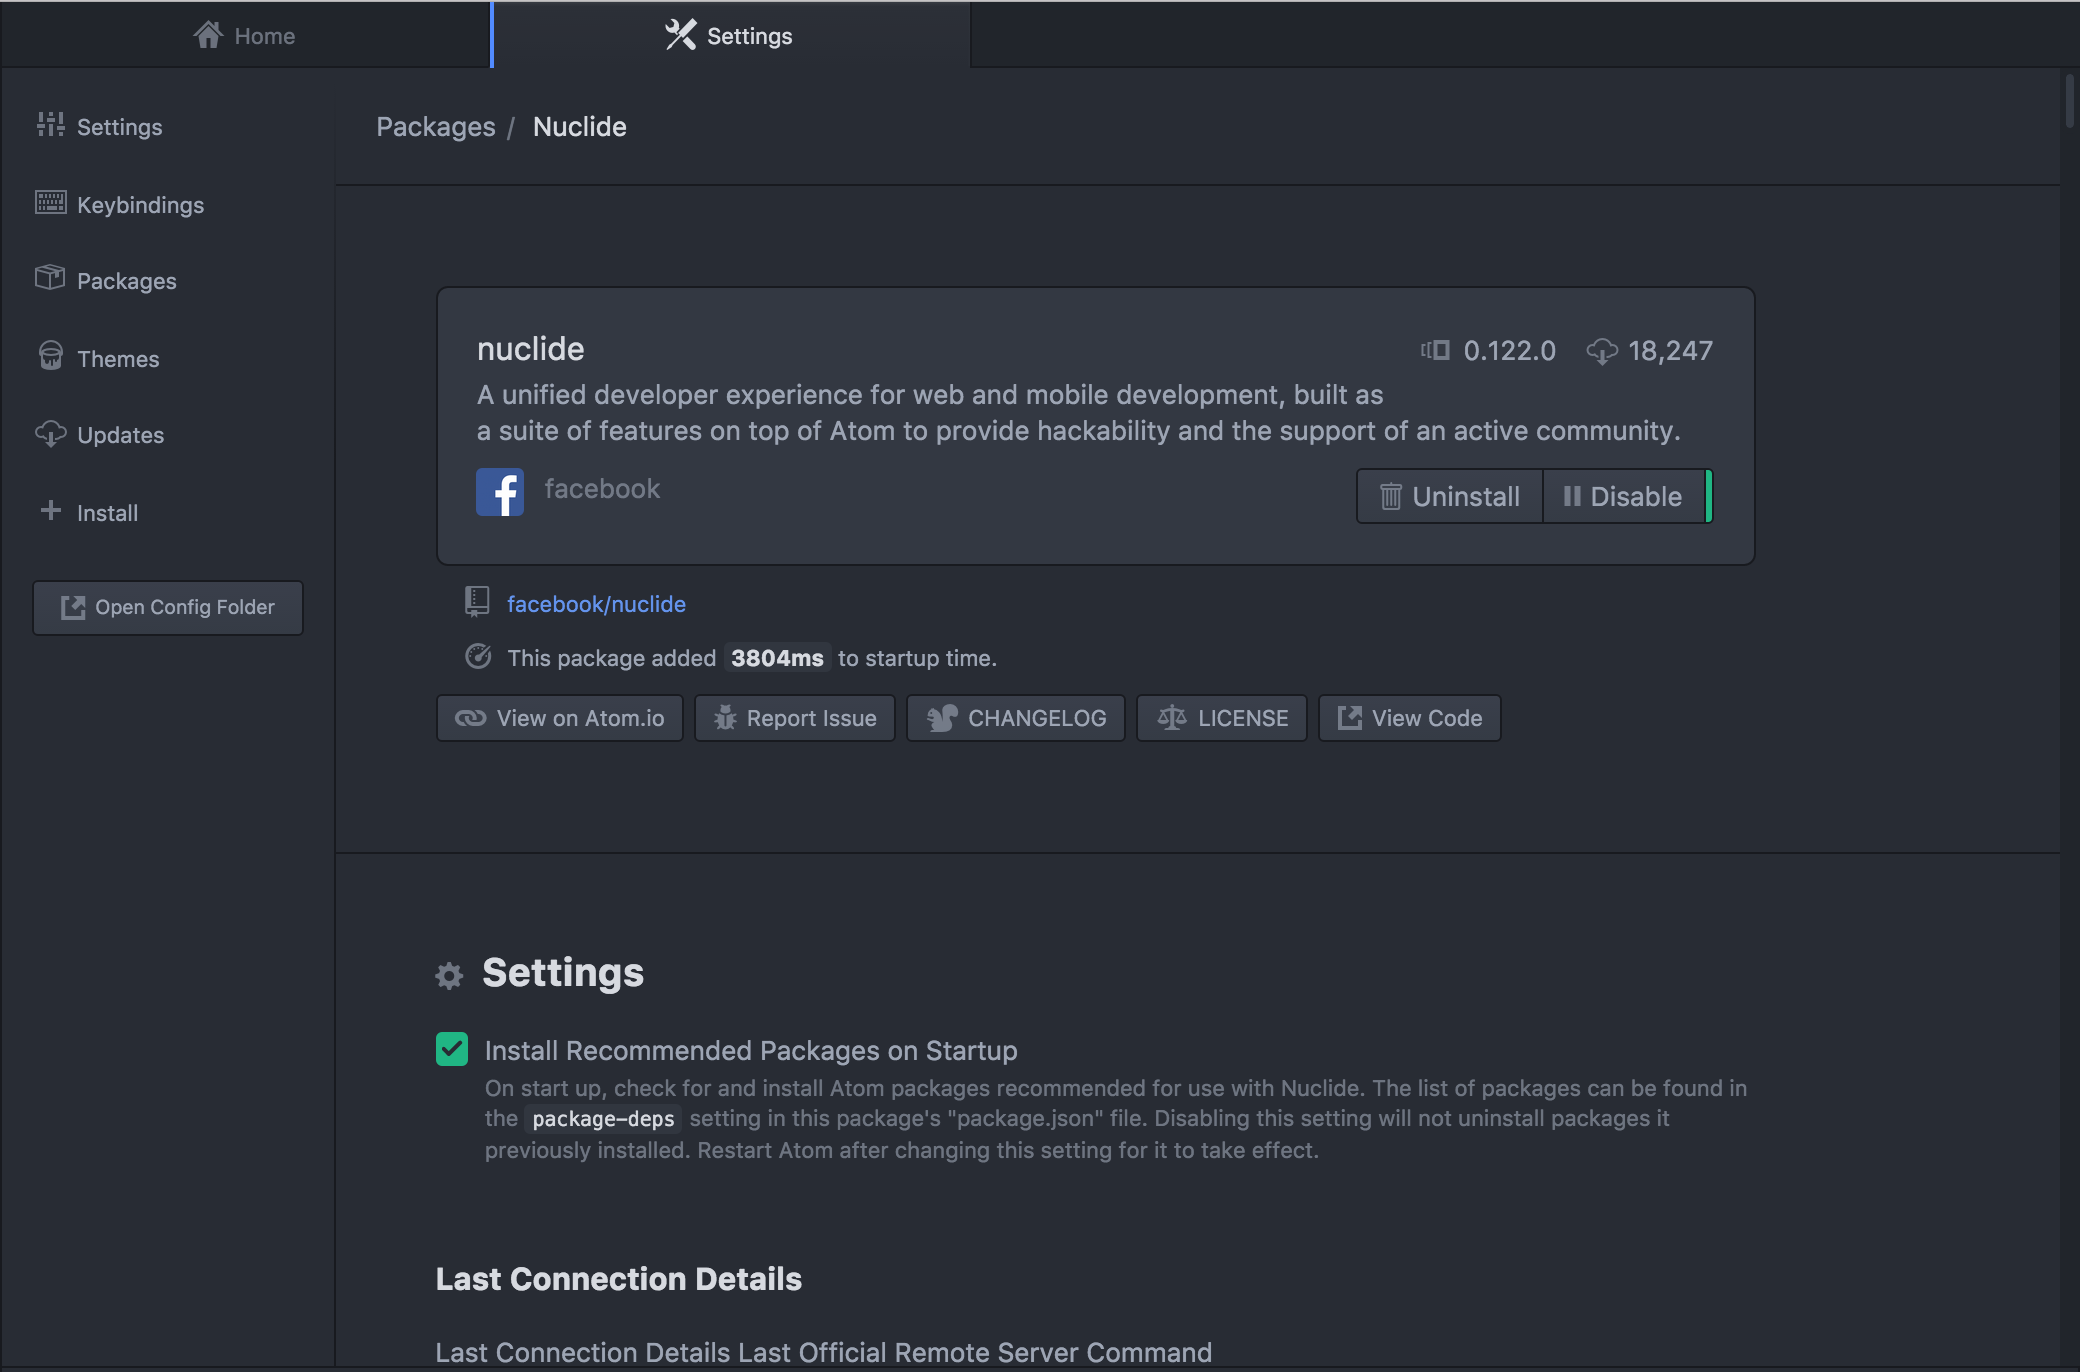 Home
Settings
Settings
Keybindings
Packages
Themes
Updates
Install
Open Config Folder
Packages / Nuclide
nuclide
0.122.0 18,247
A unified developer experience for web and mobile development, built as
a suite of features on top of Atom to provide hackability and the support of an active community.
facebook
Uninstall Disable
facebook/nuclide
This package added 3804ms to startup time.
View on Atom.io Report Issue CHANGELOG LICENSE View Code
Settings
Install Recommended Packages on Startup
On start up, check for and install Atom packages recommended for use with Nuclide. The list of packages can be found in
the package-deps setting in this package's "package.json" file. Disabling this setting will not uninstall packages it
previously installed. Restart Atom after changing this setting for it to take effect.
Last Connection Details
Last Connection Details Last Official Remote Server Command